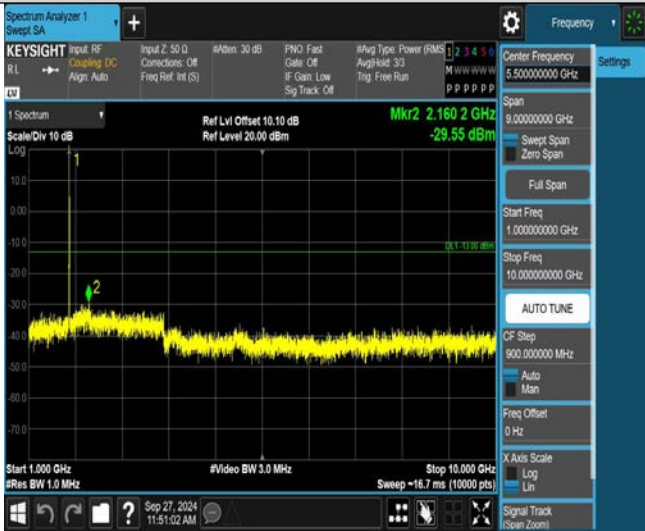 Spectrum Analyzer 1
Swept SA
Frequency
KEYSIGHT
RL
Input: RF
Coupling: DC
Align: Auto
Input Z: 50 Ω
Corrections: Off
Freq Ref: Int (S)
#Atten: 30 dB
PNO: Fast
Gate: Off
IF Gain: Low
Sig Track: Off
#Avg Type: Power (RMS
Avg|Hold: 3/3
Trig: Free Run
1 2 3 4 5 6
M W W W W W
P P P P P P
Center Frequency
5.500000000 GHz
Settings
1 Spectrum
Scale/Div 10 dB
Ref Lvl Offset 10.10 dB
Ref Level 20.00 dBm
Mkr2 2.160 2 GHz
-29.55 dBm
Span
9.00000000 GHz
Swept Span
Zero Span
Full Span
Start Freq
1.000000000 GHz
Stop Freq
10.000000000 GHz
AUTO TUNE
CF Step
900.000000 MHz
Auto
Man
Freq Offset
0 Hz
X Axis Scale
Log
Lin
Signal Track
(Span Zoom)
Log
1
10.0
0.00
-10.0
DL1 -13.00 dBm
-20.0
2
-30.0
-40.0
-50.0
-60.0
-70.0
Start 1.000 GHz
#Res BW 1.0 MHz
#Video BW 3.0 MHz
Stop 10.000 GHz
Sweep ~16.7 ms (10000 pts)
?
Sep 27, 2024
11:51:02 AM